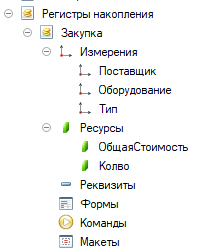 Регистры накопления
Закупка
Измерения
Поставщик
Оборудование
Тип
Ресурсы
ОбщаяСтоимость
Колво
Реквизиты
Формы
Команды
Макеты